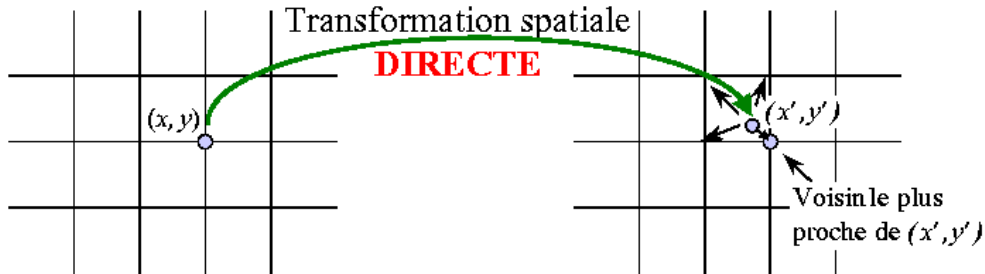 Transformation spatiale
DIRECTE
(x, y)
(x′, y′)
Voisin le plus
proche de (x′, y′)